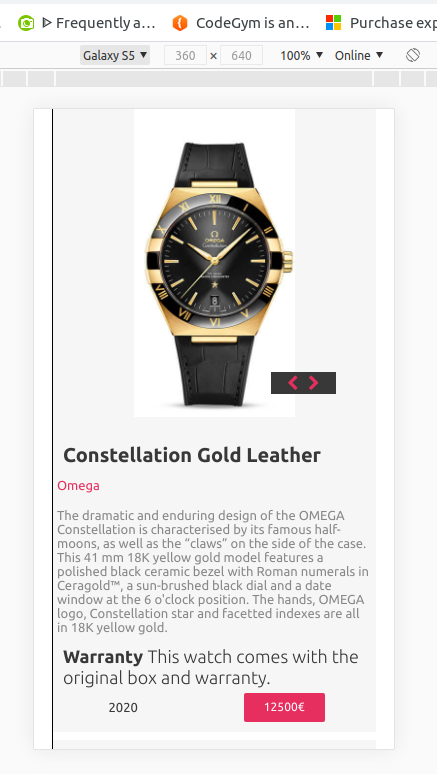 Frequently a...
CodeGym is an...
Purchase exp
Galaxy S5 ▼
360 × 640
100% ▼
Online ▼
XII
OMEGA
Constellation
8
VI
Constellation Gold Leather
Omega
The dramatic and enduring design of the OMEGA
Constellation is characterised by its famous half-
moons, as well as the “claws” on the side of the case.
This 41 mm 18K yellow gold model features a
polished black ceramic bezel with Roman numerals in
Ceragold™, a sun-brushed black dial and a date
window at the 6 o'clock position. The hands, OMEGA
logo, Constellation star and facetted indexes are all
in 18K yellow gold.
Warranty This watch comes with the
original box and warranty.
2020
12500€